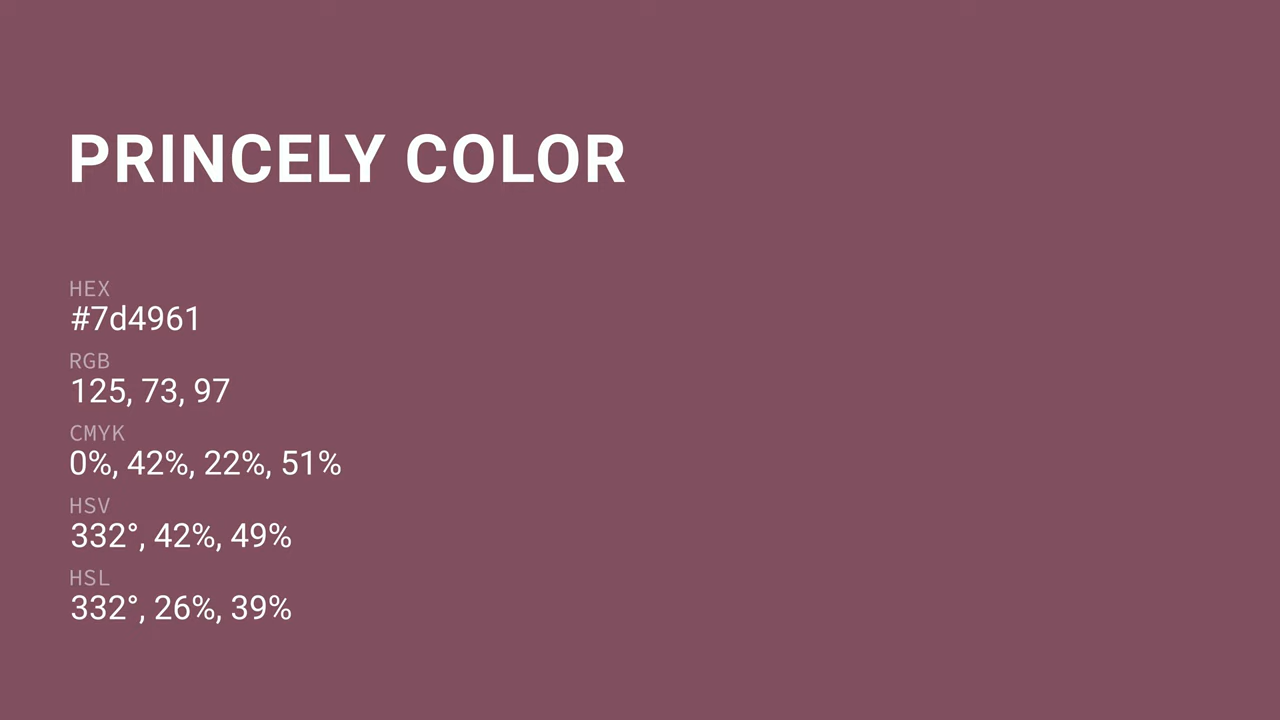 PRINCELY COLOR
HEX
#7d4961
RGB
125, 73, 97
CMYK
0%, 42%, 22%, 51%
HSV
332°, 42%, 49%
HSL
332°, 26%, 39%